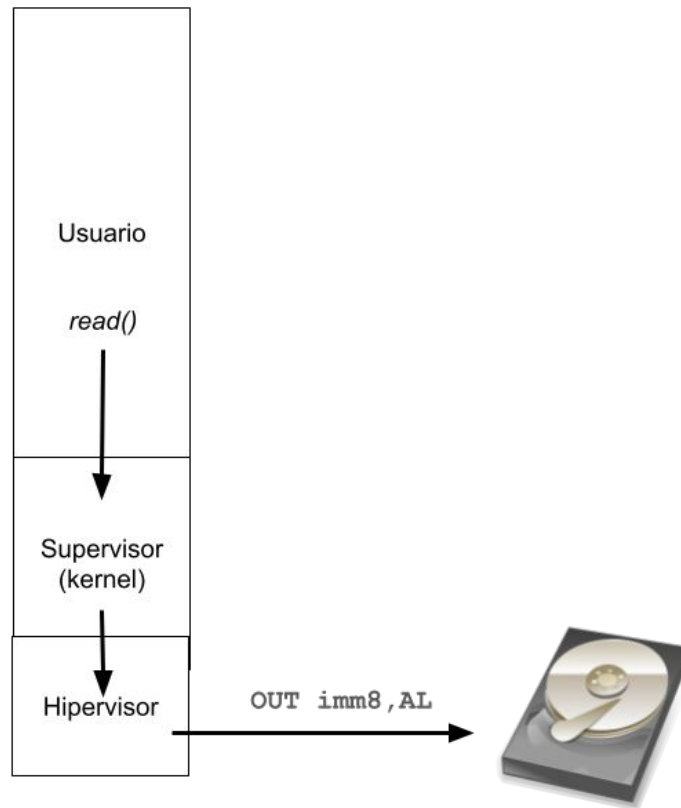 Usuario
read()
Supervisor
(kernel)
Hipervisor
OUT imm8,AL